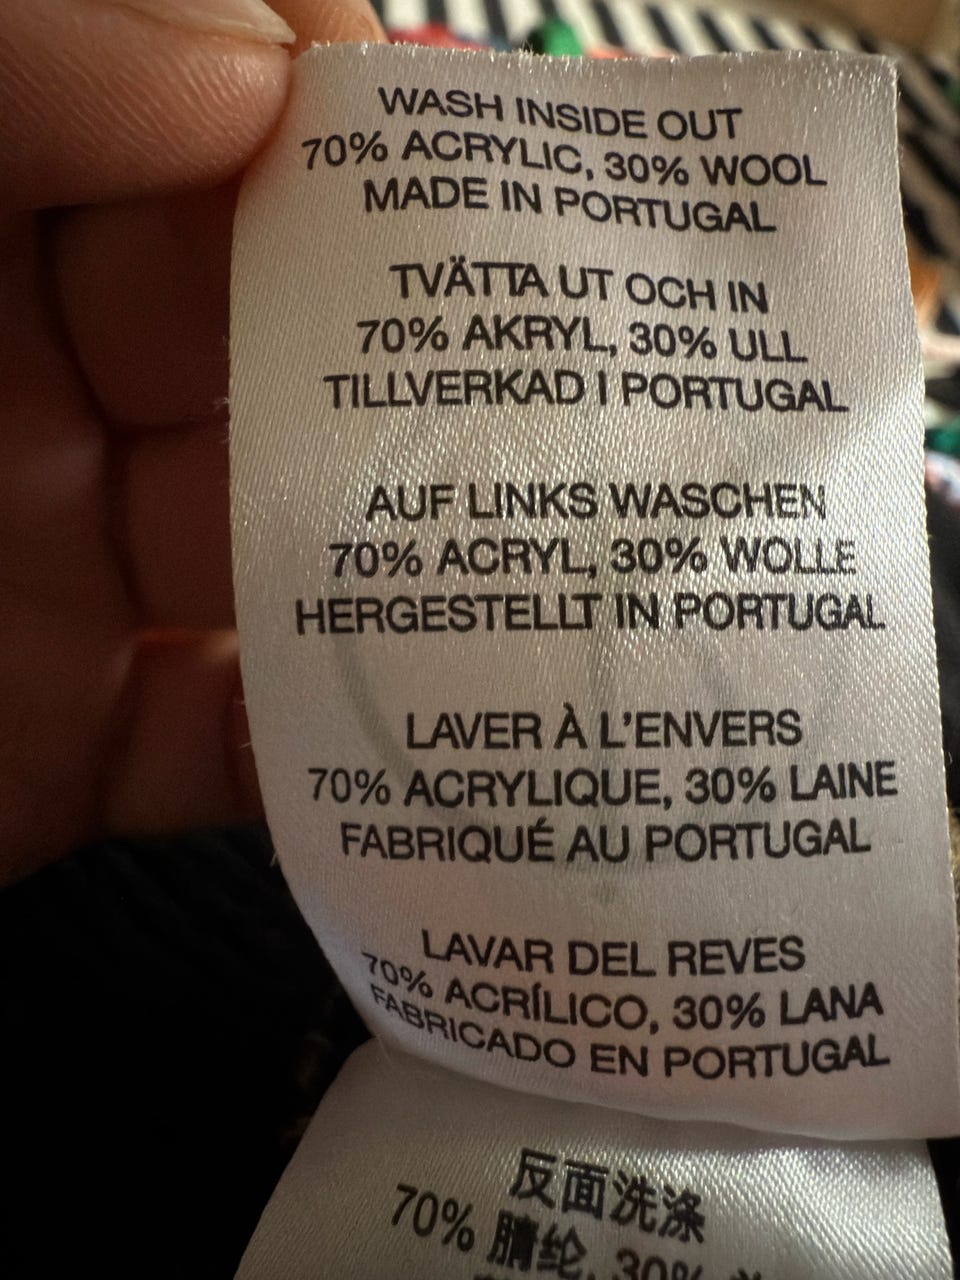 WASH INSIDE OUT
70% ACRYLIC, 30% WOOL
MADE IN PORTUGAL
TVÄTTA UT OCH IN
70% AKRYL, 30% ULL
TILLVERKAD I PORTUGAL
AUF LINKS WASCHEN
70% ACRYL, 30% WOLLE
HERGESTELLT IN PORTUGAL
LAVER À L'ENVERS
70% ACRYLIQUE, 30% LAINE
FABRIQUÉ AU PORTUGAL
LAVAR DEL REVES
70% ACRÍLICO, 30% LANA
FABRICADO EN PORTUGAL
反面洗涤
70% 腈纶, 30%